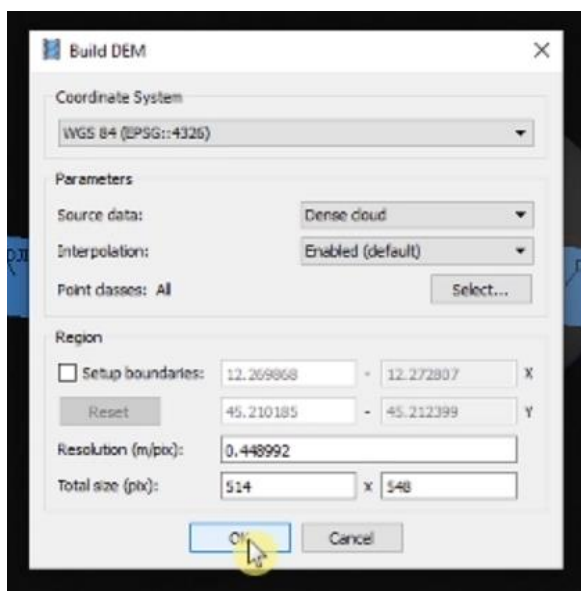 Build DEM
Coordinate System
WGS 84 (EPSG::4326)
Parameters
Source data: Dense cloud
Interpolation: Enabled (default)
Point classes: All Select...
Region
Setup boundaries: 12.269868 - 12.272807 X
Reset 45.210185 - 45.212399 Y
Resolution (m/pix): 0.448992
Total size (pix): 514 x 548
OK Cancel